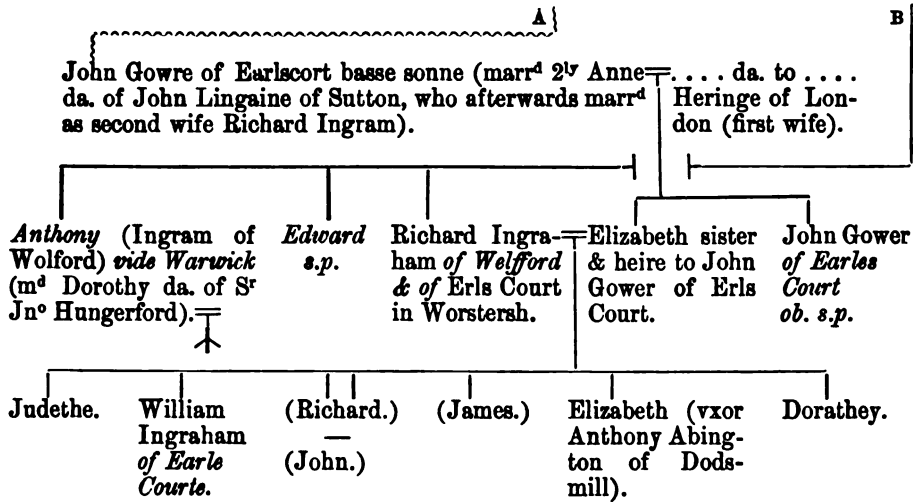 A
B
John Gowre of Earlscort basse sonne (marrᵈ 2ˡʸ Anne
da. of John Lingaine of Sutton, who afterwards marrᵈ
as second wife Richard Ingram).
. . . . da. to . . . .
Heringe of Lon-
don (first wife).
Anthony (Ingram of
Wolford) vide Warwick
(mᵈ Dorothy da. of Sʳ
Jnᵒ Hungerford).
Edward
s.p.
Richard Ingra-
ham of Welfford
& of Erls Court
in Worstersh.
Elizabeth sister
& heire to John
Gower of Erls
Court.
John Gower
of Earles
Court
ob. s.p.
Judethe.
William
Ingraham
of Earle
Courte.
(Richard.)
—
(John.)
(James.)
Elizabeth (vxor
Anthony Abing-
ton of Dods-
mill).
Dorathey.